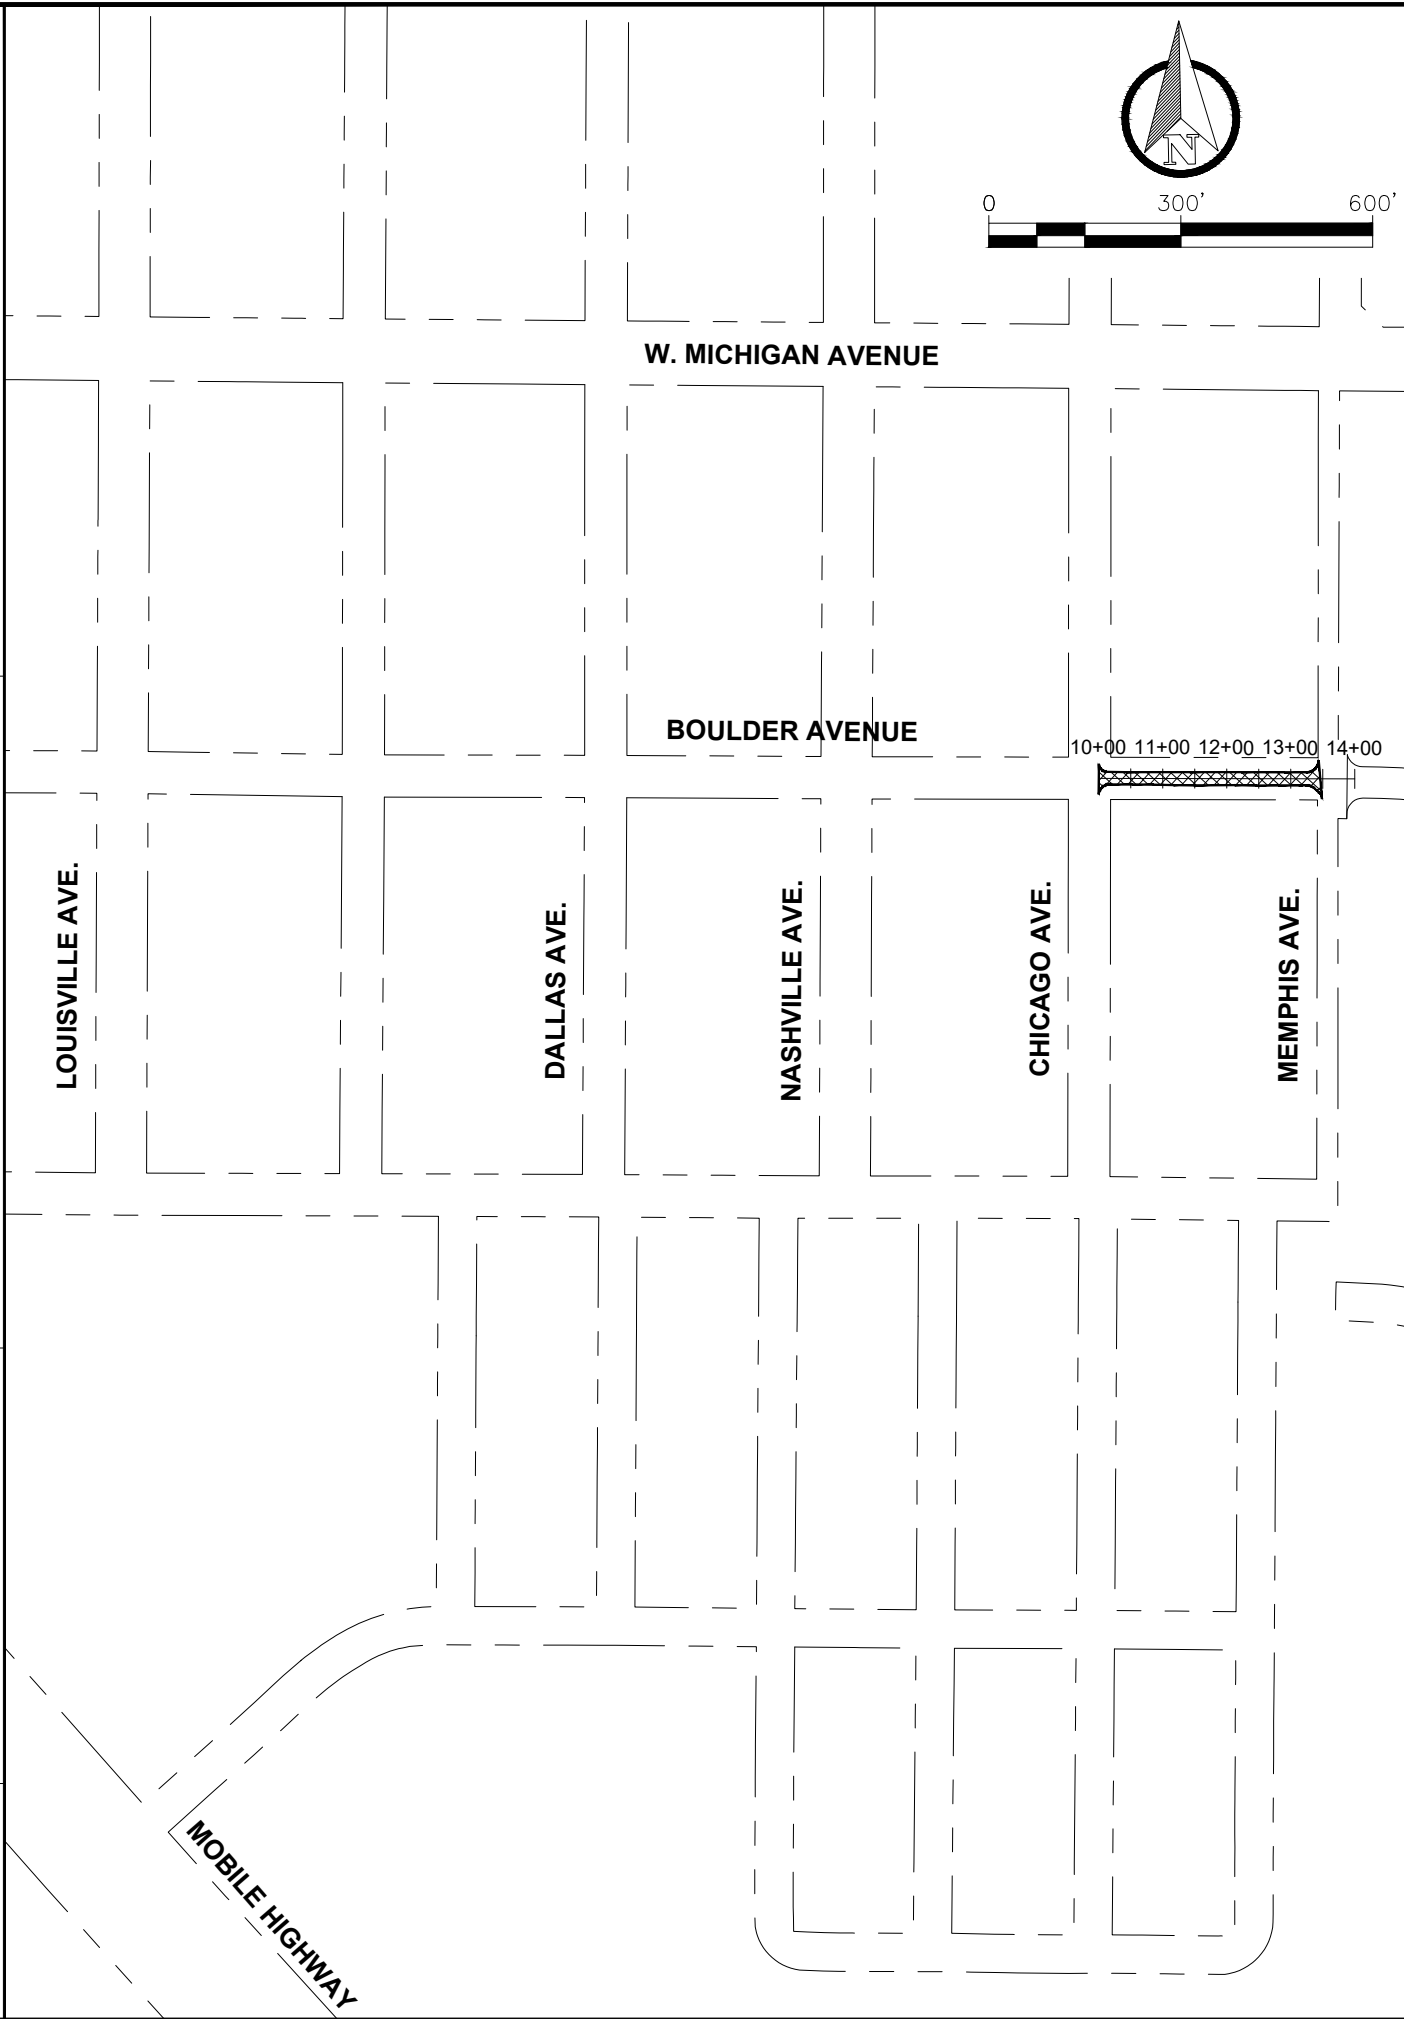 N
0 300' 600'
W. MICHIGAN AVENUE
BOULDER AVENUE
10+00 11+00 12+00 13+00 14+00
LOUISVILLE AVE.
DALLAS AVE.
NASHVILLE AVE.
CHICAGO AVE.
MEMPHIS AVE.
MOBILE HIGHWAY